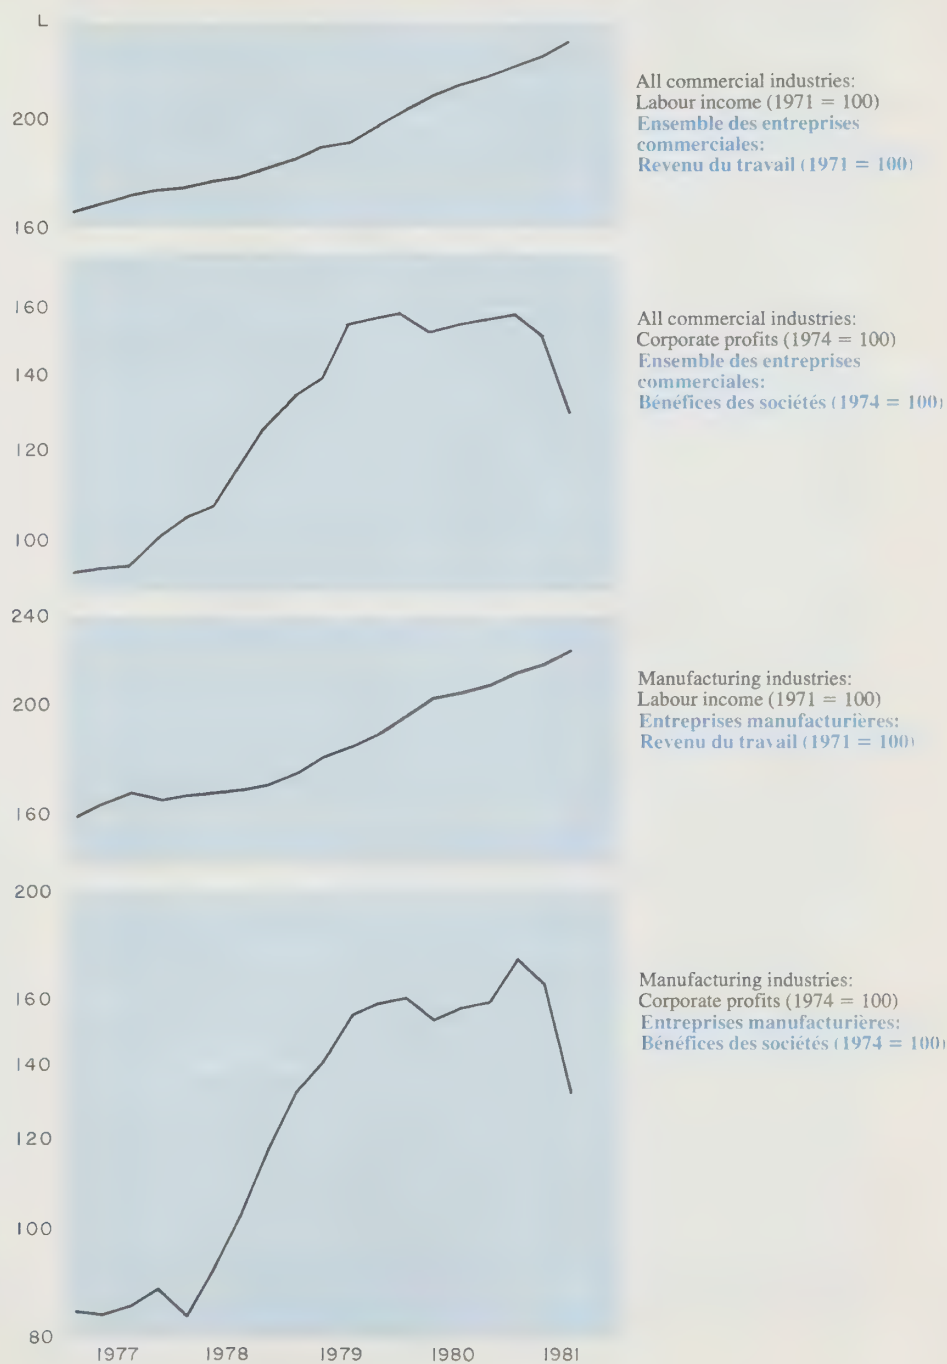 L
200
160
All commercial industries:
Labour income (1971 = 100)
Ensemble des entreprises
commerciales:
Revenu du travail (1971 = 100)
160
140
120
100
All commercial industries:
Corporate profits (1974 = 100)
Ensemble des entreprises
commerciales:
Bénéfices des sociétés (1974 = 100)
240
200
160
Manufacturing industries:
Labour income (1971 = 100)
Entreprises manufacturières:
Revenu du travail (1971 = 100)
200
160
140
120
100
80
Manufacturing industries:
Corporate profits (1974 = 100)
Entreprises manufacturières:
Bénéfices des sociétés (1974 = 100)
1977 1978 1979 1980 1981